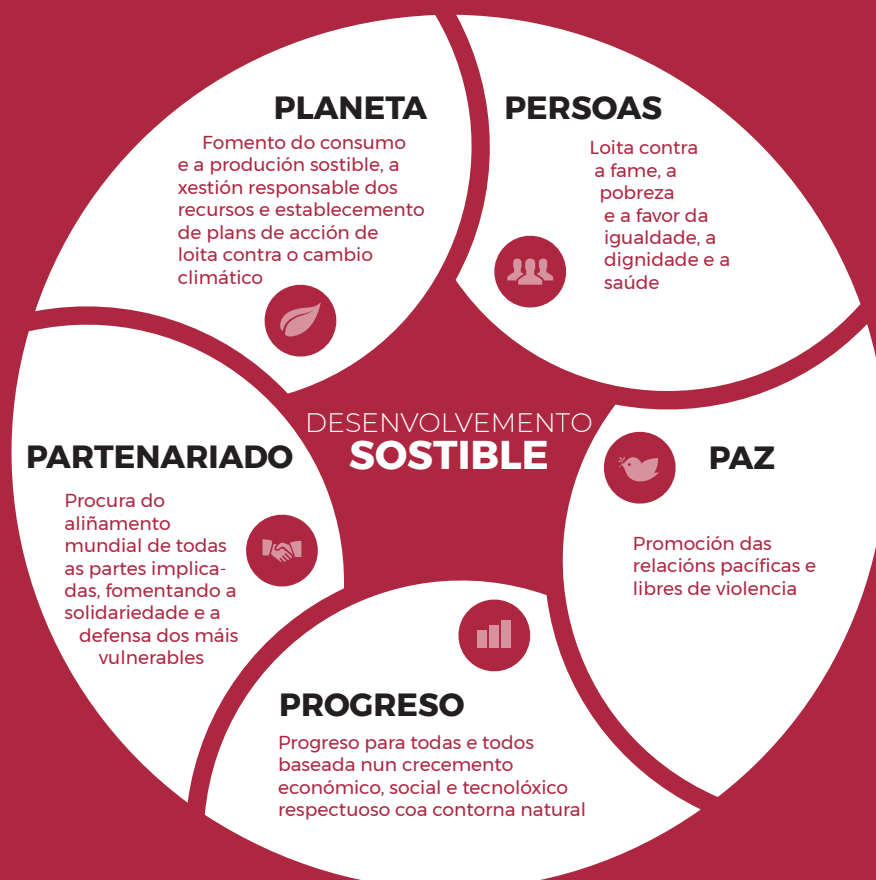 PLANETA
Fomento do consumo
e a produción sostible, a
xestión responsable dos
recursos e establecemento
de plans de acción de
loita contra o cambio
climático
PERSOAS
Loita contra
a fame, a
pobreza
e a favor da
igualdade, a
dignidade e a
saúde
DESENVOLVEMENTO
SOSTIBLE
PARTENARIADO
Procura do
aliñamento
mundial de todas
as partes implica-
das, fomentando a
solidariedade e a
defensa dos máis
vulnerables
PAZ
Promoción das
relacións pacíficas e
libres de violencia
PROGRESO
Progreso para todas e todos
baseada nun crecemento
económico, social e tecnolóxico
respectuoso coa contorna natural